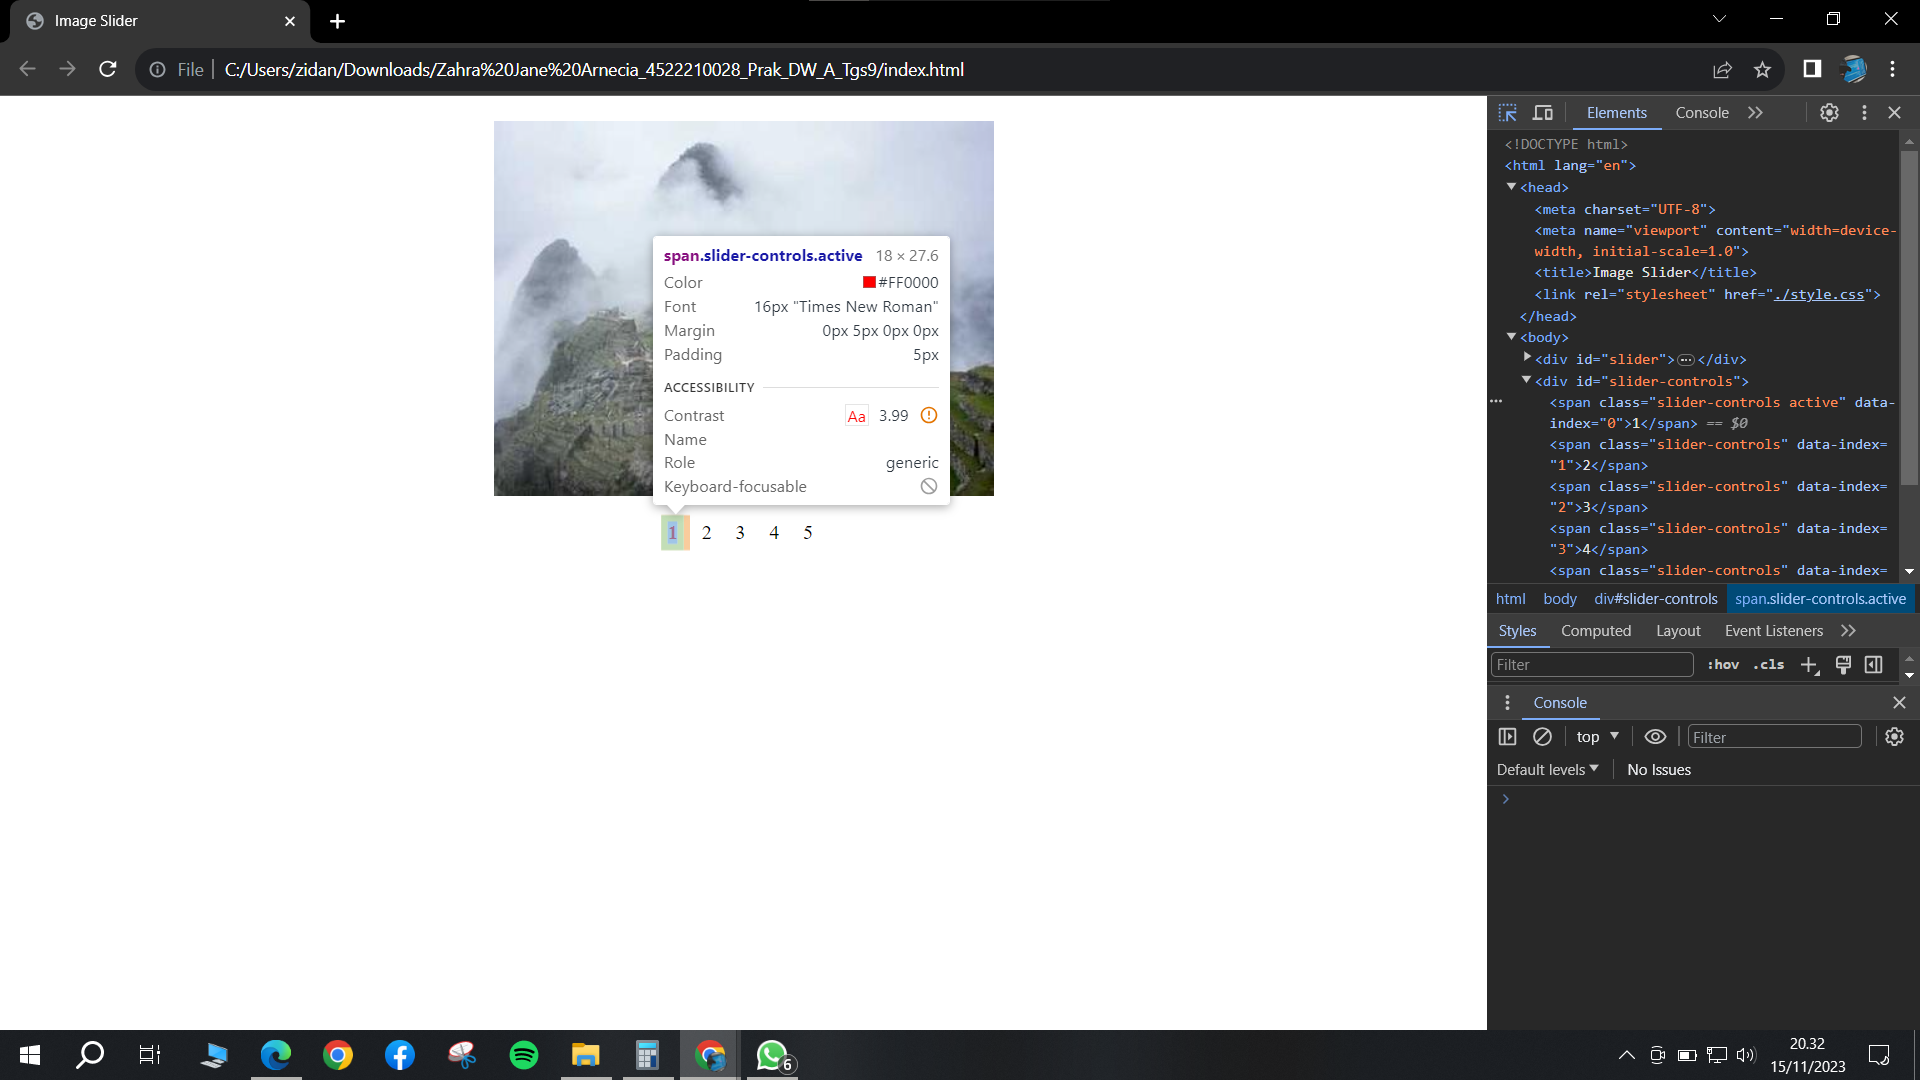 Image Slider
File
C:/Users/zidan/Downloads/Zahra%20Jane%20Arnecia_4522210028_Prak_DW_A_Tgs9/index.html
span.slider-controls.active 18 × 27.6
Color #FF0000
Font 16px "Times New Roman"
Margin 0px 5px 0px 0px
Padding 5px
ACCESSIBILITY
Contrast Aa 3.99
Name
Role generic
Keyboard-focusable
1 2 3 4 5
Elements Console
<!DOCTYPE html>
<html lang="en">
<head>
<meta charset="UTF-8">
<meta name="viewport" content="width=device-
width, initial-scale=1.0">
<title>Image Slider</title>
<link rel="stylesheet" href="./style.css">
</head>
<body>
<div id="slider">…</div>
<div id="slider-controls">
<span class="slider-controls active" data-
index="0">1</span> == $0
<span class="slider-controls" data-index=
"1">2</span>
<span class="slider-controls" data-index=
"2">3</span>
<span class="slider-controls" data-index=
"3">4</span>
<span class="slider-controls" data-index=
html body div#slider-controls span.slider-controls.active
Styles Computed Layout Event Listeners
Filter :hov .cls
Console
top Filter
Default levels No Issues
6
20.32
15/11/2023